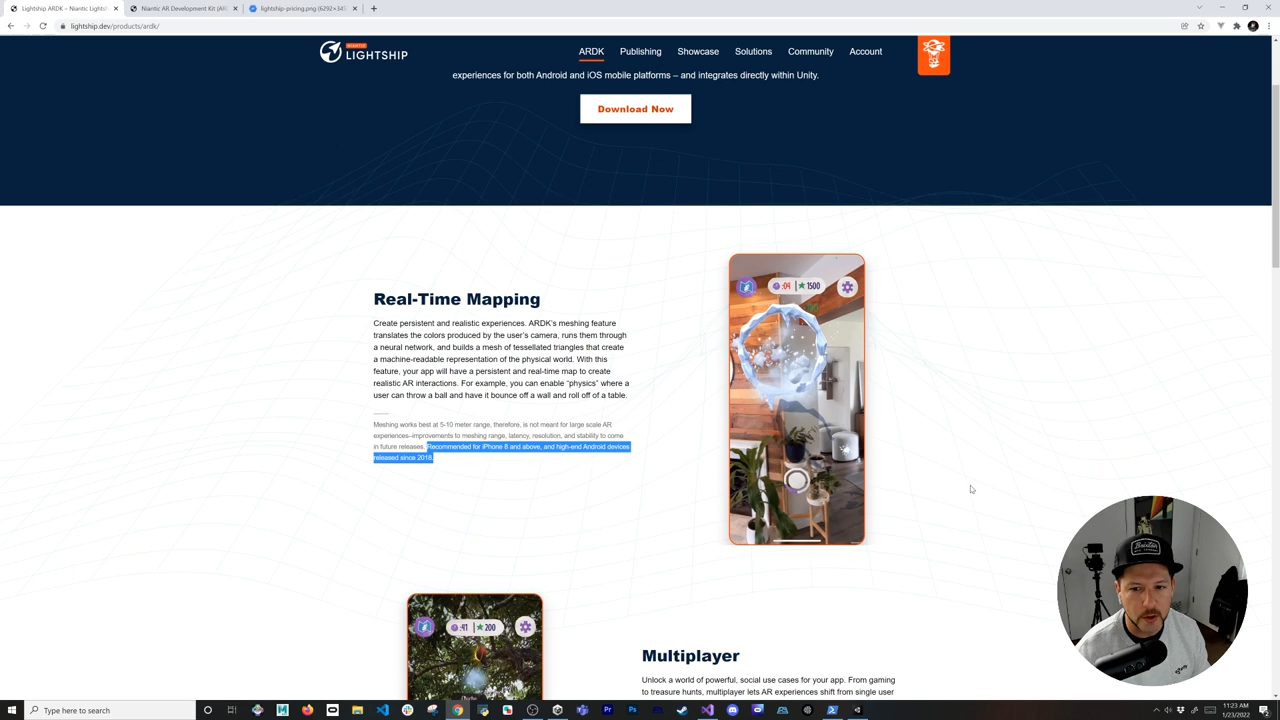 Lightship ARDK – Niantic Lightsh
Niantic AR Development Kit (ARD
lightship-pricing.png (6292×345
lightship.dev/products/ardk/
NIANTIC
LIGHTSHIP
ARDK
Publishing
Showcase
Solutions
Community
Account
experiences for both Android and iOS mobile platforms – and integrates directly within Unity.
Download Now
Real-Time Mapping
Create persistent and realistic experiences. ARDK's meshing feature
translates the colors produced by the user's camera, runs them through
a neural network, and builds a mesh of tessellated triangles that create
a machine-readable representation of the physical world. With this
feature, your app will have a persistent and real-time map to create
realistic AR interactions. For example, you can enable "physics" where a
user can throw a ball and have it bounce off a wall and roll off of a table.
Meshing works best at 5-10 meter range, therefore, is not meant for large scale AR
experiences–improvements to meshing range, latency, resolution, and stability to come
in future releases. Recommended for iPhone 8 and above, and high-end Android devices
released since 2018.
:04
1500
:41
200
Multiplayer
Unlock a world of powerful, social use cases for your app. From gaming
to treasure hunts, multiplayer lets AR experiences shift from single user
Type here to search
11:23 AM
1/23/2022